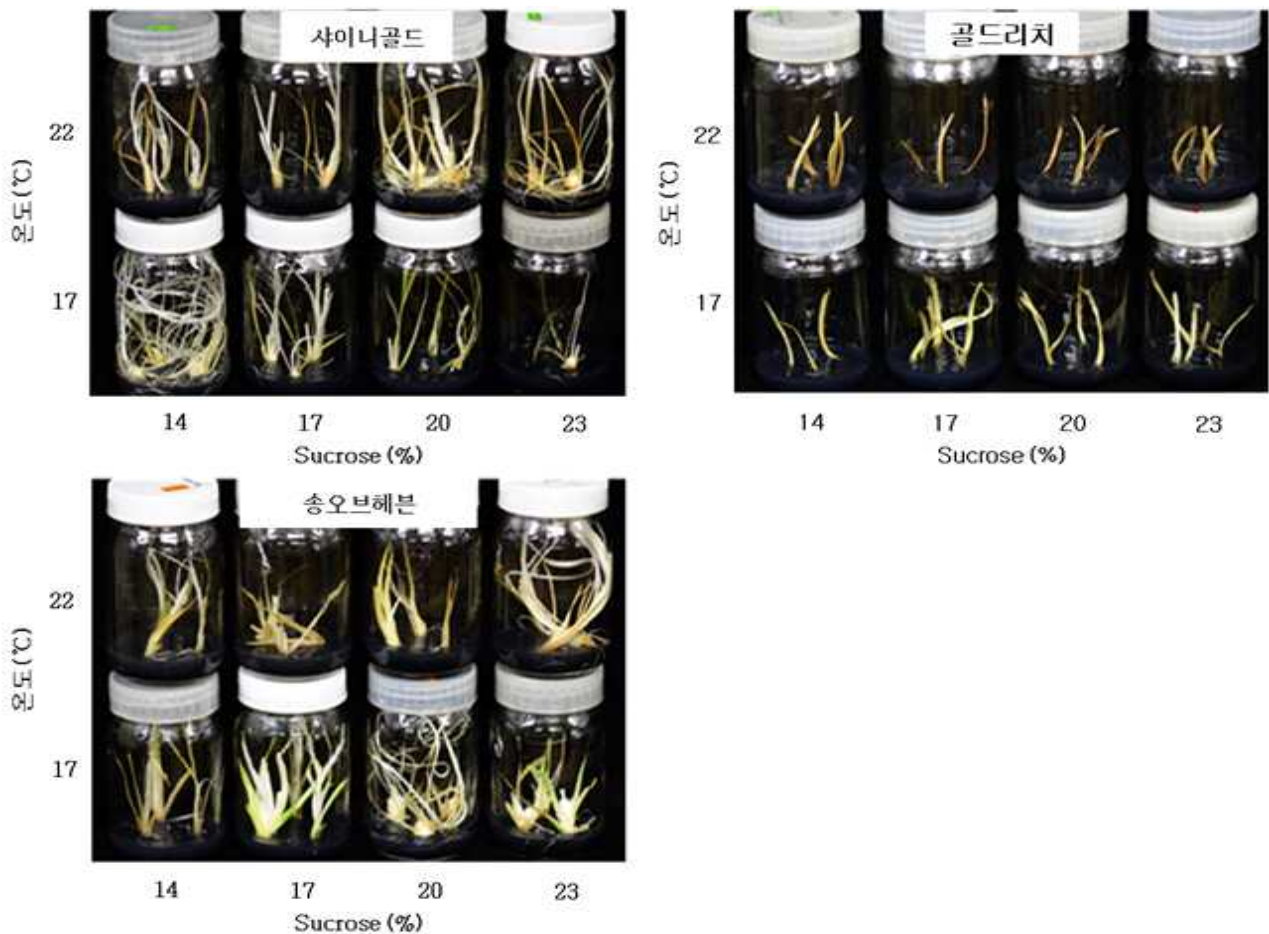 샤이니골드
22
17
온도(℃)
14 17 20 23
Sucrose (%)
골드리치
22
17
온도(℃)
14 17 20 23
Sucrose (%)
송오브헤븐
22
17
온도(℃)
14 17 20 23
Sucrose (%)